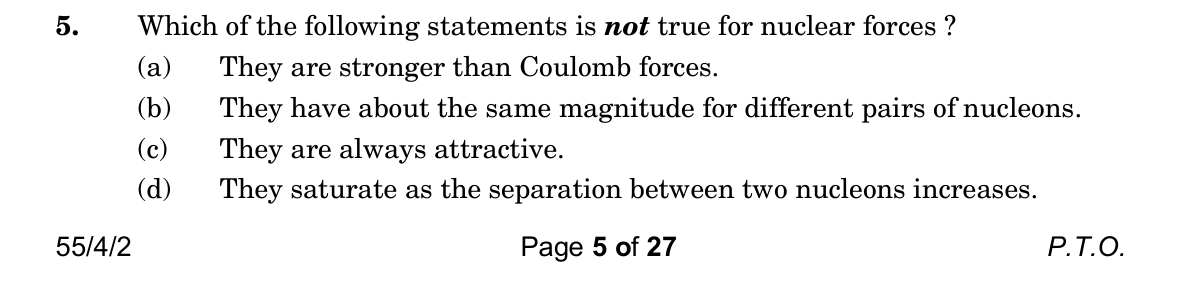 5. Which of the following statements is not true for nuclear forces ?
(a) They are stronger than Coulomb forces.
(b) They have about the same magnitude for different pairs of nucleons.
(c) They are always attractive.
(d) They saturate as the separation between two nucleons increases.
55/4/2 Page 5 of 27 P.T.O.